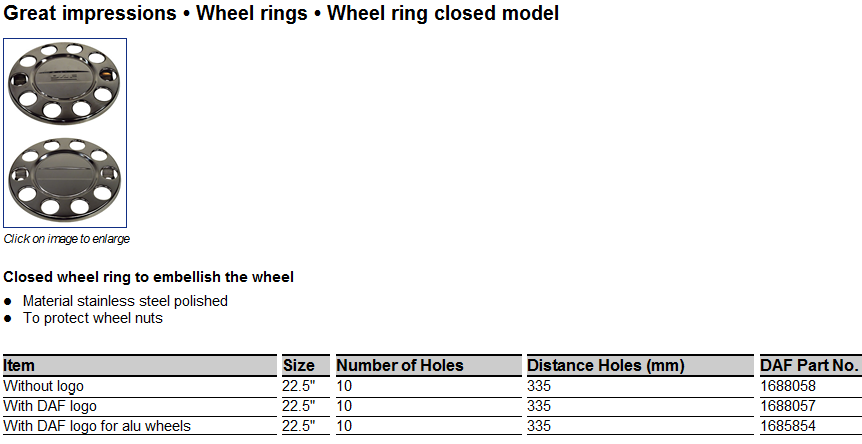 Great impressions • Wheel rings • Wheel ring closed model
DAF
Click on image to enlarge
Closed wheel ring to embellish the wheel
● Material stainless steel polished
● To protect wheel nuts
Item Size Number of Holes Distance Holes (mm) DAF Part No.
Without logo 22.5" 10 335 1688058
With DAF logo 22.5" 10 335 1688057
With DAF logo for alu wheels 22.5" 10 335 1685854